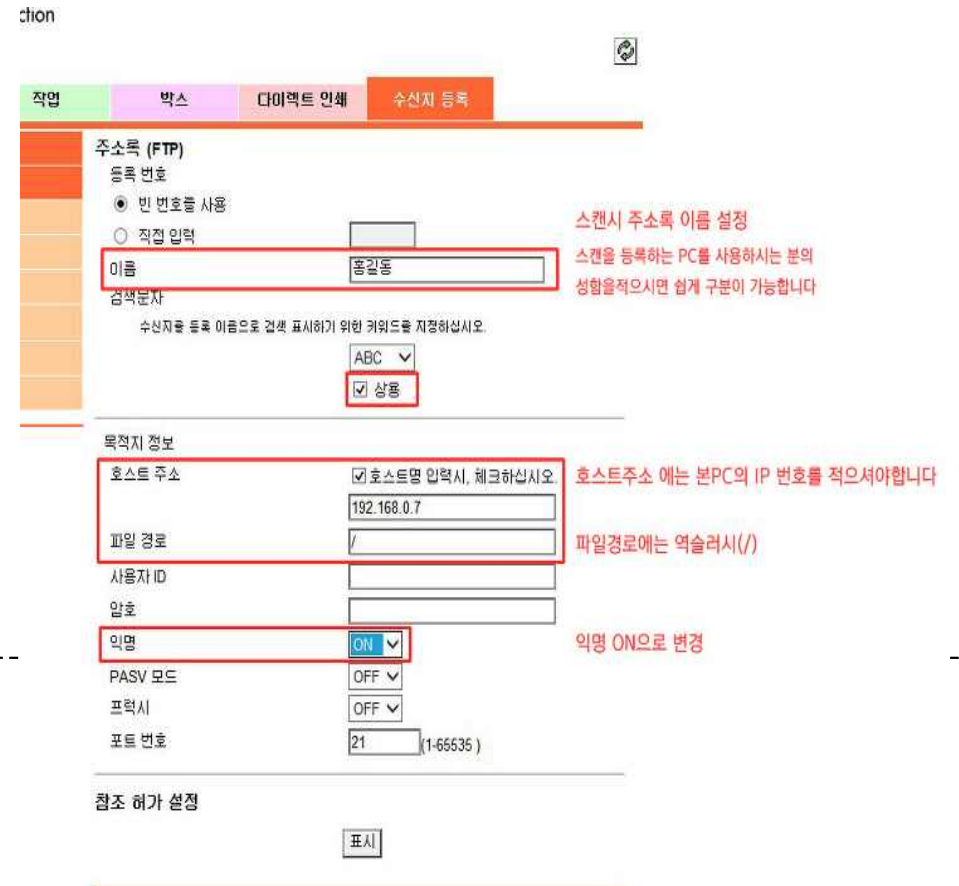 ction
작업 박스 다이렉트 인쇄 수신지 등록
주소록 (FTP)
등록 번호
빈 번호를 사용
직접 입력
스캔시 주소록 이름 설정
이름 홍길동
스캔을 등록하는 PC를 사용하시는 분의
성함을적으시면 쉽게 구분이 가능합니다
검색문자
수신지를 등록 이름으로 검색 표시하기 위한 키워드를 지정하십시오.
ABC
상용
목적지 정보
호스트 주소 호스트명 입력시, 체크하십시오. 호스트주소 에는 본PC의 IP 번호를 적으셔야합니다
192.168.0.7
파일 경로 / 파일경로에는 역슬러시(/)
사용자 ID
암호
익명 ON 익명 ON으로 변경
PASV 모드 OFF
프럭시 OFF
포트 번호 21 (1-65535 )
참조 허가 설정
표시